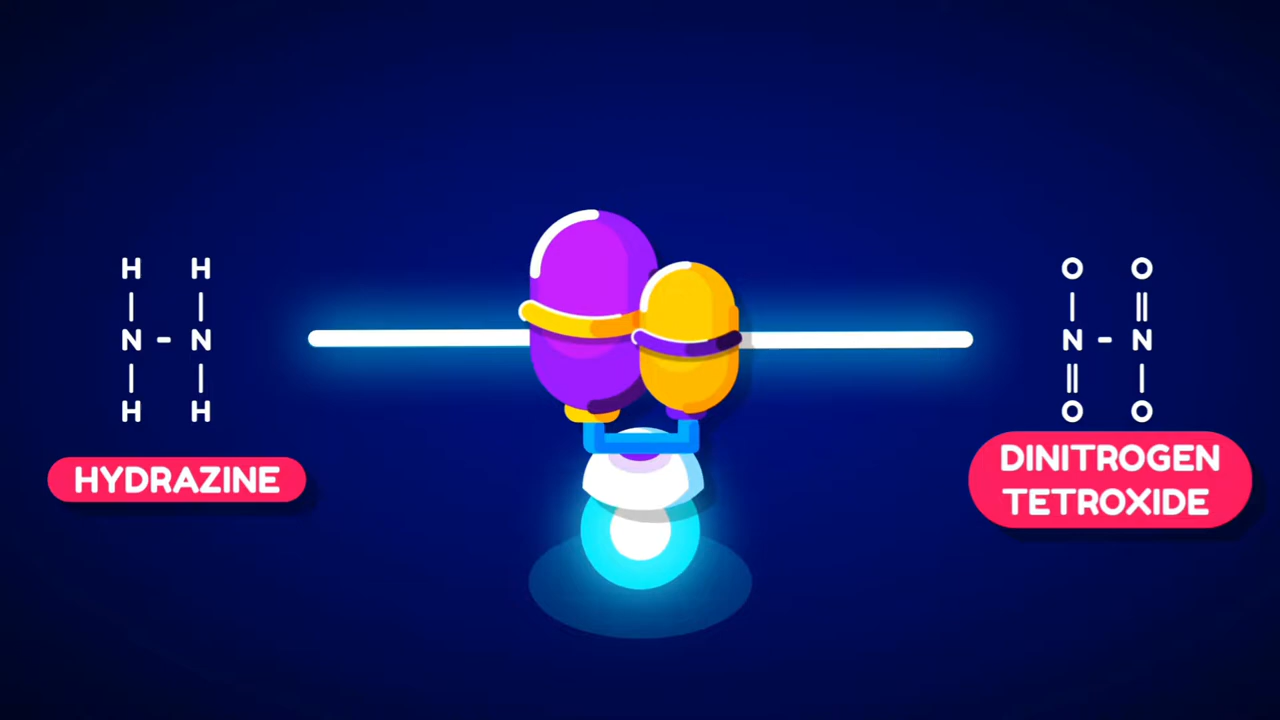 H H
N - N
H H
HYDRAZINE
O O
N - N
O O
DINITROGEN
TETROXIDE